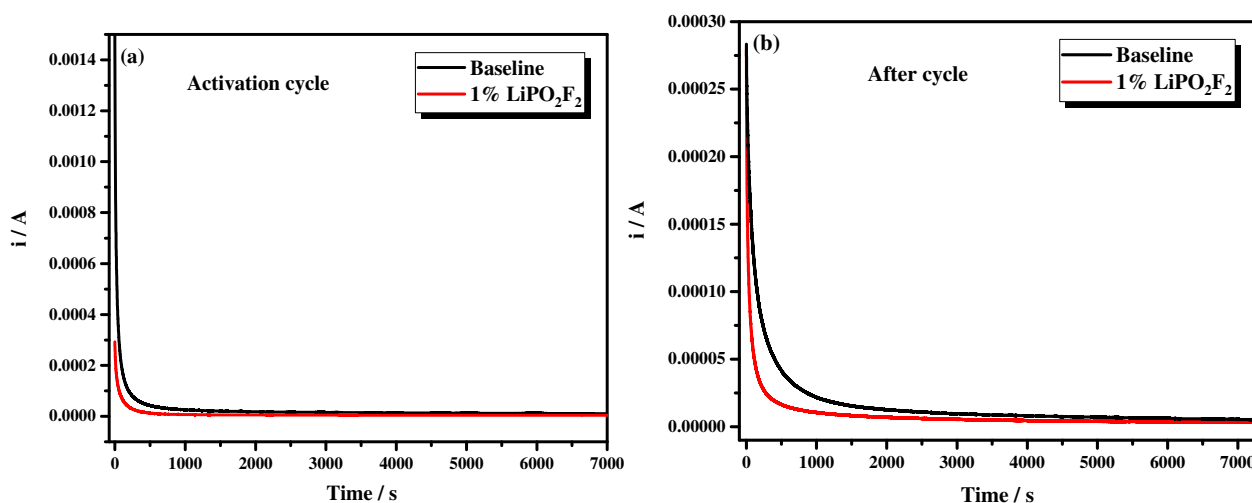 (a)
Activation cycle
Baseline
1% LiPO₂F₂
0.0014
0.0012
0.0010
0.0008
0.0006
0.0004
0.0002
0.0000
i / A
0 1000 2000 3000 4000 5000 6000 7000
Time / s
(b)
After cycle
Baseline
1% LiPO₂F₂
0.00030
0.00025
0.00020
0.00015
0.00010
0.00005
0.00000
i / A
0 1000 2000 3000 4000 5000 6000 7000
Time / s